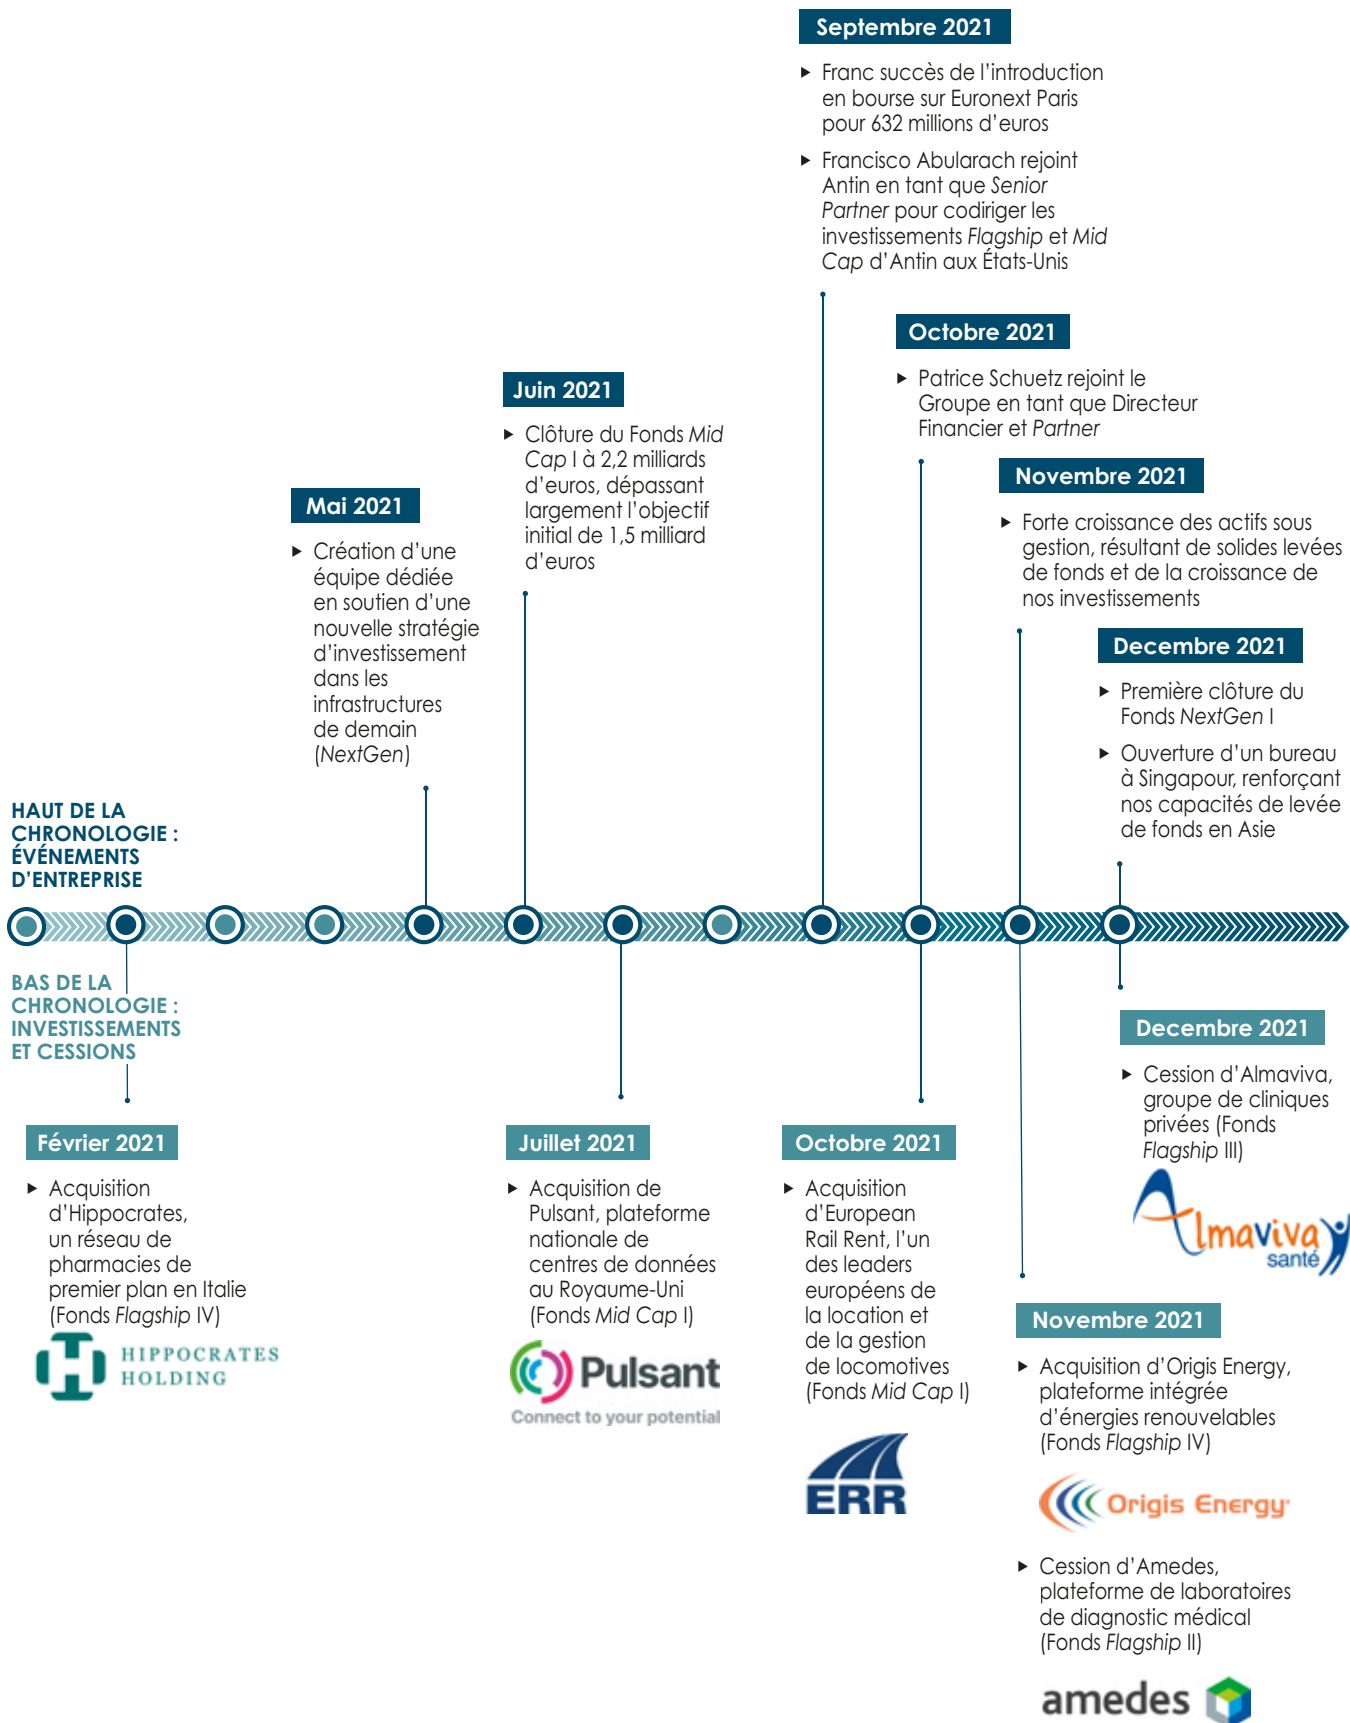 Septembre 2021
► Franc succès de l’introduction
en bourse sur Euronext Paris
pour 632 millions d’euros
► Francisco Abularach rejoint
Antin en tant que Senior
Partner pour codiriger les
investissements Flagship et Mid
Cap d’Antin aux États-Unis
Octobre 2021
► Patrice Schuetz rejoint le
Groupe en tant que Directeur
Financier et Partner
Juin 2021
► Clôture du Fonds Mid
Cap I à 2,2 milliards
d’euros, dépassant
largement l’objectif
initial de 1,5 milliard
d’euros
Novembre 2021
► Forte croissance des actifs sous
gestion, résultant de solides levées
de fonds et de la croissance de
nos investissements
Mai 2021
► Création d’une
équipe dédiée
en soutien d’une
nouvelle stratégie
d’investissement
dans les
infrastructures
de demain
(NextGen)
Decembre 2021
► Première clôture du
Fonds NextGen I
► Ouverture d’un bureau
à Singapour, renforçant
nos capacités de levée
de fonds en Asie
HAUT DE LA
CHRONOLOGIE :
ÉVÉNEMENTS
D’ENTREPRISE
BAS DE LA
CHRONOLOGIE :
INVESTISSEMENTS
ET CESSIONS
Février 2021
► Acquisition
d’Hippocrates,
un réseau de
pharmacies de
premier plan en Italie
(Fonds Flagship IV)
HIPPOCRATES
HOLDING
Juillet 2021
► Acquisition de
Pulsant, plateforme
nationale de
centres de données
au Royaume-Uni
(Fonds Mid Cap I)
Pulsant
Connect to your potential
Octobre 2021
► Acquisition
d’European
Rail Rent, l’un
des leaders
européens de
la location et
de la gestion
de locomotives
(Fonds Mid Cap I)
ERR
Decembre 2021
► Cession d’Almaviva,
groupe de cliniques
privées (Fonds
Flagship III)
Almaviva
santé
Novembre 2021
► Acquisition d’Origis Energy,
plateforme intégrée
d’énergies renouvelables
(Fonds Flagship IV)
Origis Energy
► Cession d’Amedes,
plateforme de laboratoires
de diagnostic médical
(Fonds Flagship II)
amedes